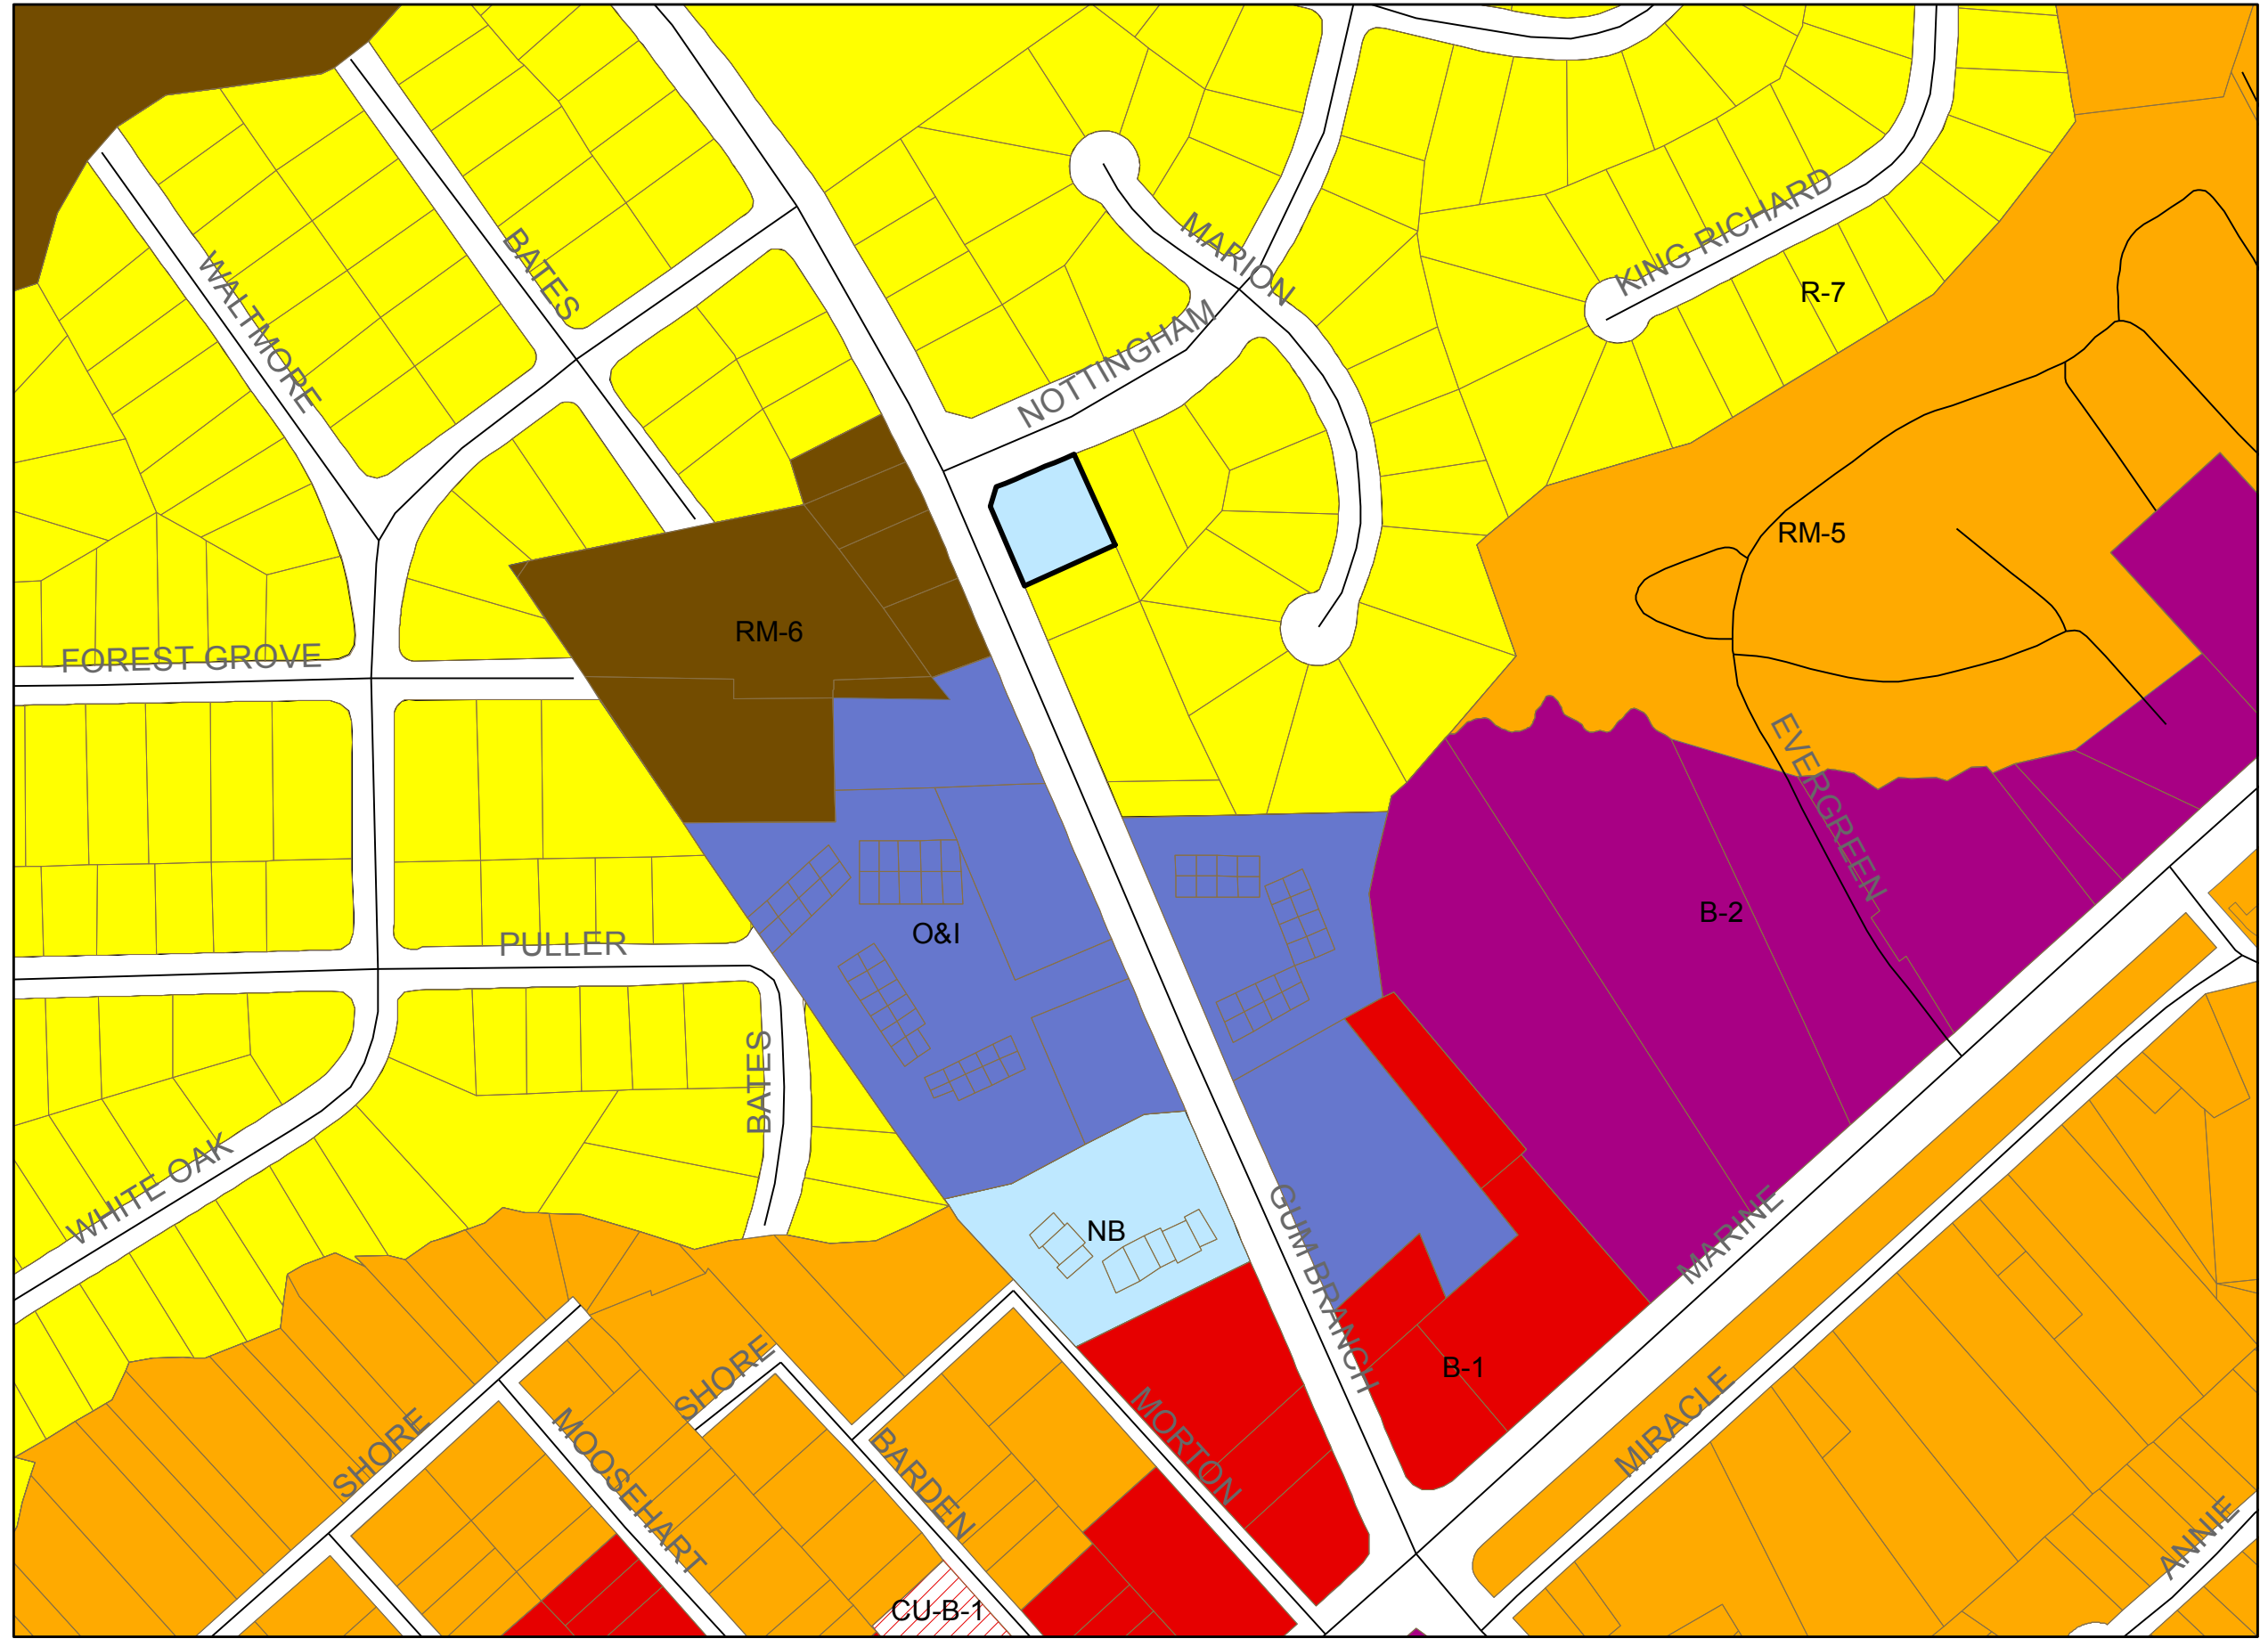 MARION
KING RICHARD
BATES
R-7
WALTMORE
NOTTINGHAM
RM-5
RM-6
FOREST GROVE
EVERGREEN
B-2
O&I
PULLER
BATES
WHITE OAK
NB
GUM BRANCH
MARINE
B-1
SHORE
MIRACLE
SHORE
MOOSEHART
BARDEN
MORTON
ANNIE
CU-B-1